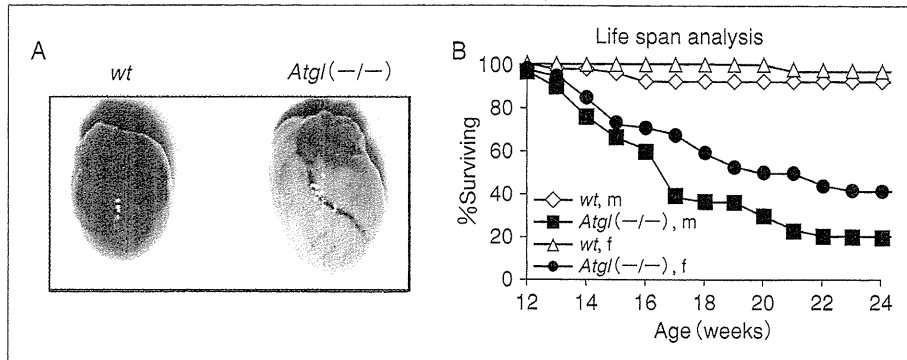 A
wt
Atgl(−/−)
B
Life span analysis
%Surviving
100
80
60
40
20
0
wt, m
Atgl(−/−), m
wt, f
Atgl(−/−), f
12 14 16 18 20 22 24
Age (weeks)